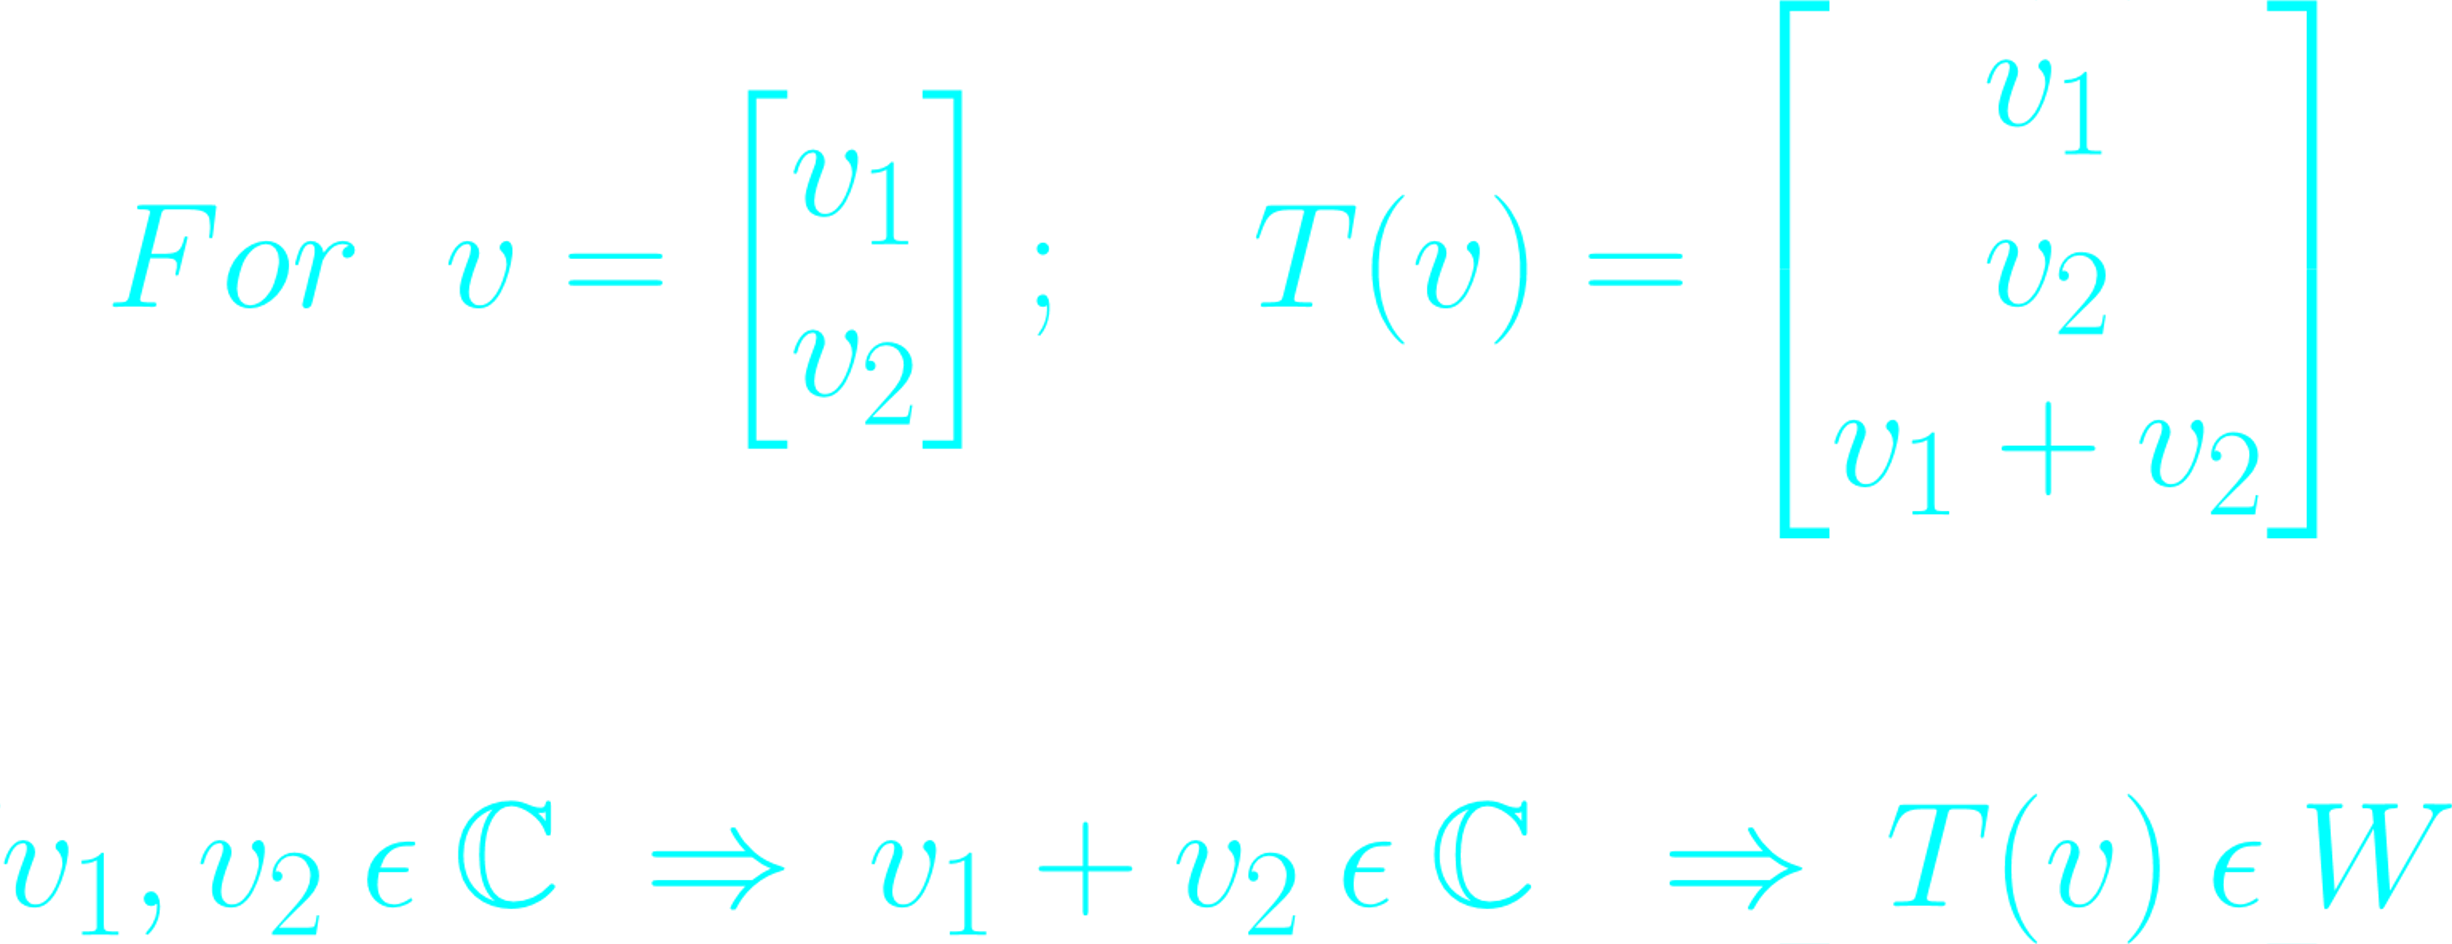 For v = [v₁ v₂] ; T(v) = [v₁ v₂ v₁ + v₂]
v₁, v₂ ϵ ℂ ⇒ v₁ + v₂ ϵ ℂ ⇒ T(v) ϵ W